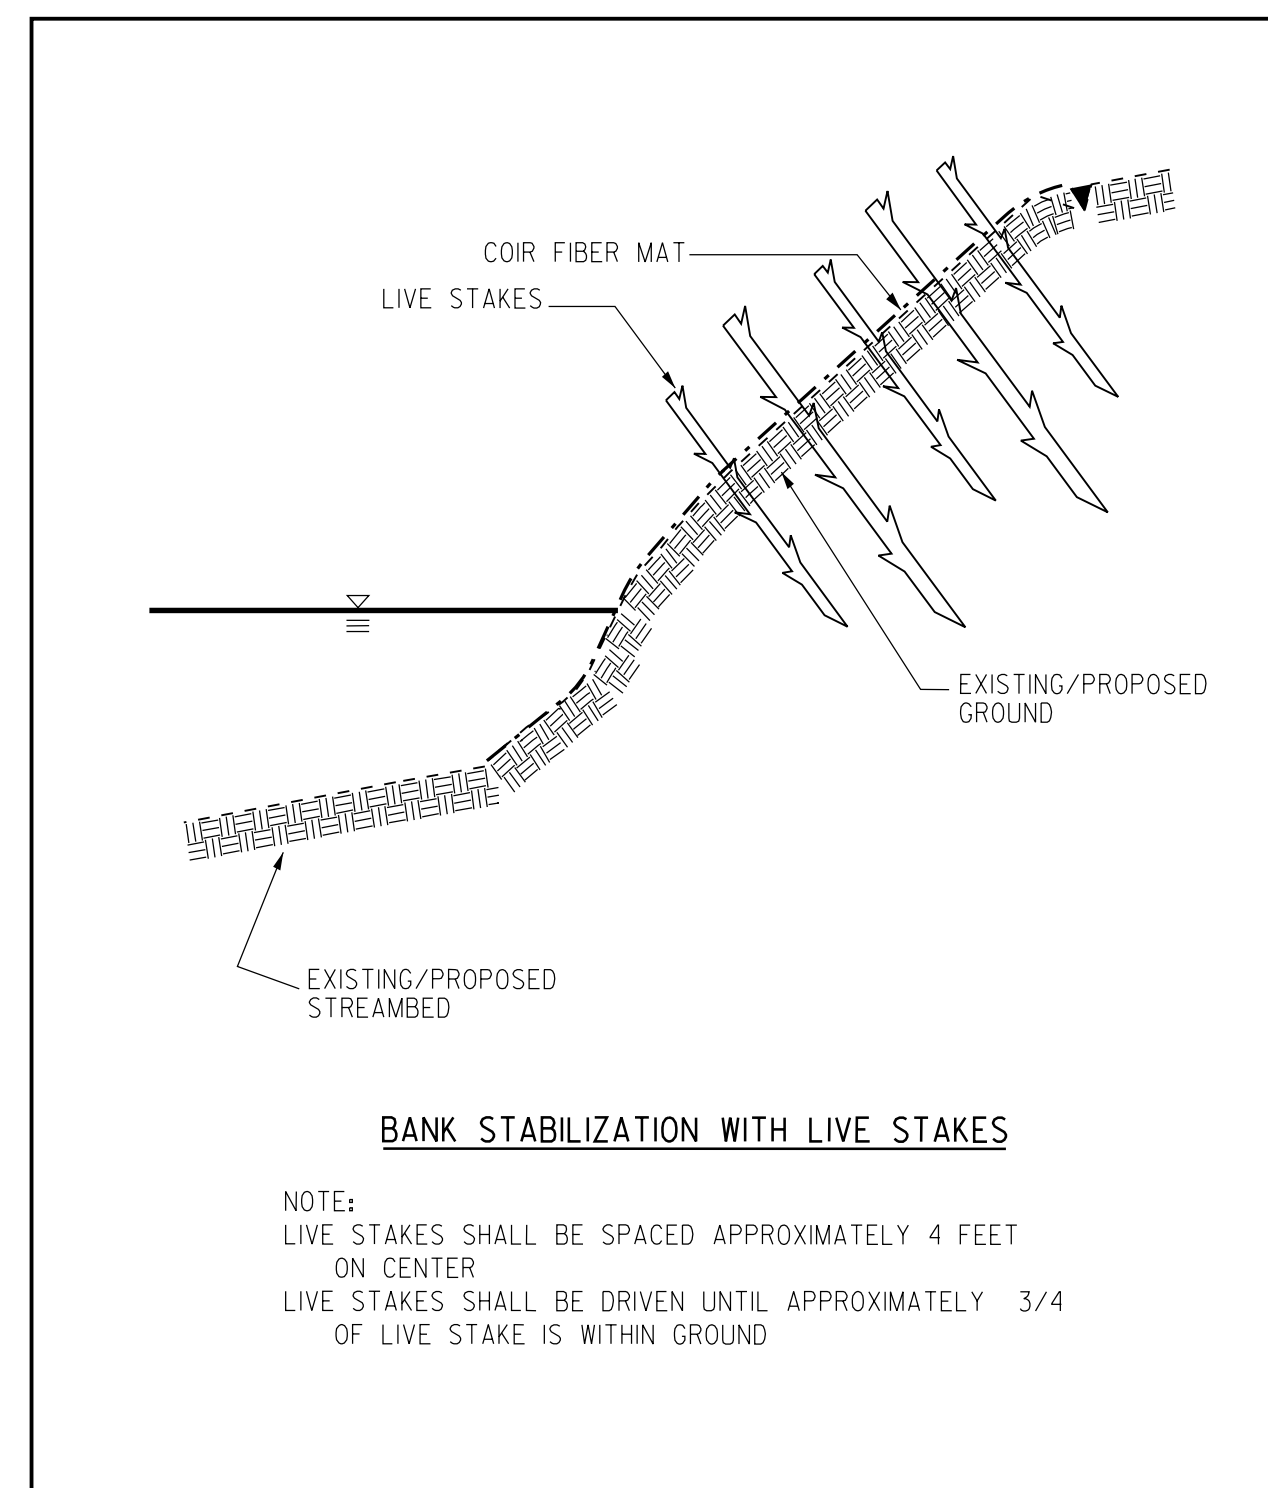 COIR FIBER MAT
LIVE STAKES
EXISTING/PROPOSED
GROUND
EXISTING/PROPOSED
STREAMBED
BANK STABILIZATION WITH LIVE STAKES
NOTE:
LIVE STAKES SHALL BE SPACED APPROXIMATELY 4 FEET
ON CENTER
LIVE STAKES SHALL BE DRIVEN UNTIL APPROXIMATELY 3/4
OF LIVE STAKE IS WITHIN GROUND